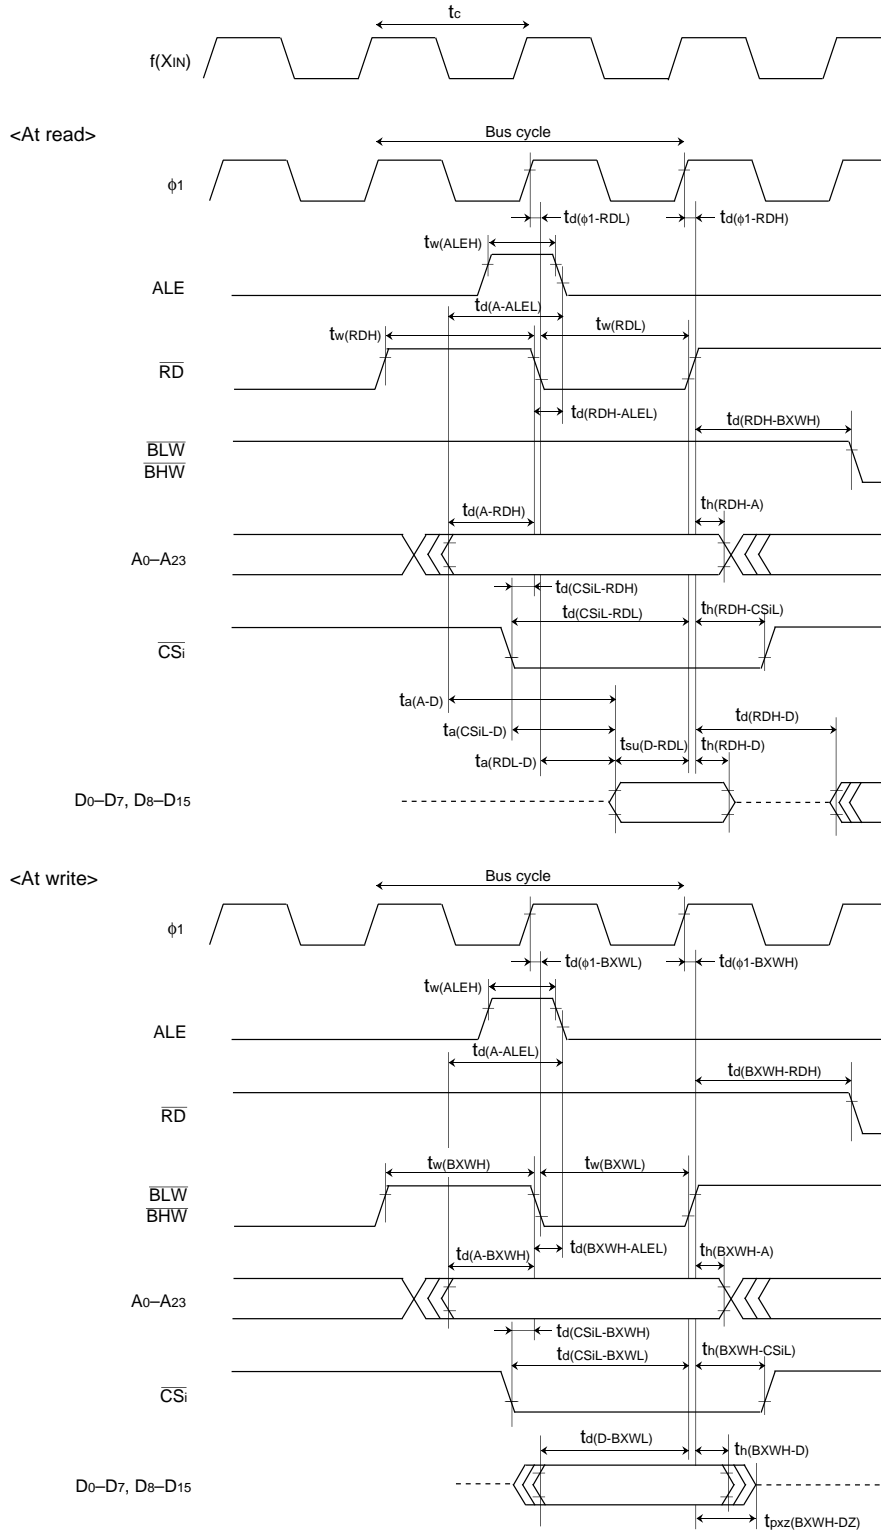 tc
f(XIN)
<At read>
Bus cycle
ϕ1
td(ϕ1-RDL)
td(ϕ1-RDH)
tw(ALEH)
ALE
td(A-ALEL)
tw(RDH)
tw(RDL)
RD
td(RDH-ALEL)
td(RDH-BXWH)
BLW
BHW
td(A-RDH)
th(RDH-A)
A0–A23
td(CSiL-RDH)
td(CSiL-RDL)
th(RDH-CSiL)
CSi
ta(A-D)
td(RDH-D)
ta(CSiL-D)
tsu(D-RDL)
th(RDH-D)
ta(RDL-D)
D0–D7, D8–D15
<At write>
Bus cycle
ϕ1
td(ϕ1-BXWL)
td(ϕ1-BXWH)
tw(ALEH)
ALE
td(A-ALEL)
td(BXWH-RDH)
RD
tw(BXWH)
tw(BXWL)
BLW
BHW
td(A-BXWH)
td(BXWH-ALEL)
th(BXWH-A)
A0–A23
td(CSiL-BXWH)
td(CSiL-BXWL)
th(BXWH-CSiL)
CSi
td(D-BXWL)
th(BXWH-D)
D0–D7, D8–D15
tpxz(BXWH-DZ)